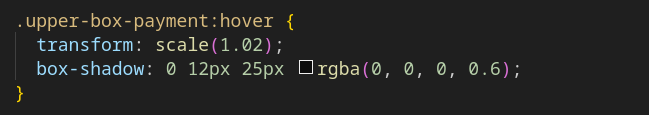 .upper-box-payment:hover {
  transform: scale(1.02);
  box-shadow: 0 12px 25px rgba(0, 0, 0, 0.6);
}